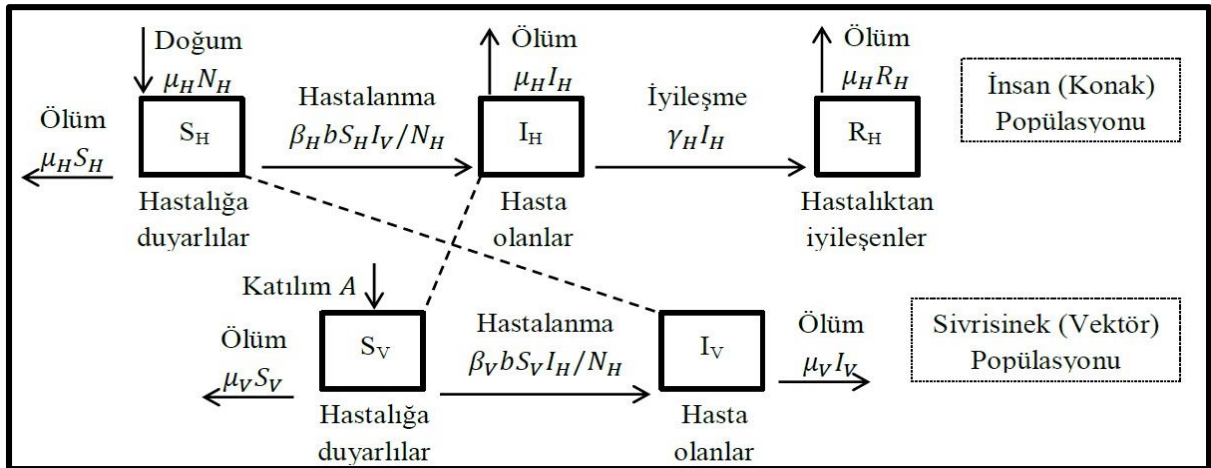 Doğum
μ_H N_H
Ölüm
μ_H I_H
Ölüm
μ_H R_H
İnsan (Konak)
Popülasyonu
Ölüm
μ_H S_H
S_H
Hastalanma
β_H b S_H I_V / N_H
I_H
İyileşme
γ_H I_H
R_H
Hastalığa
duyarlılar
Hasta
olanlar
Hastalıktan
iyileşenler
Katılım A
Ölüm
μ_V S_V
S_V
Hastalanma
β_V b S_V I_H / N_H
I_V
Ölüm
μ_V I_V
Sivrisinek (Vektör)
Popülasyonu
Hastalığa
duyarlılar
Hasta
olanlar